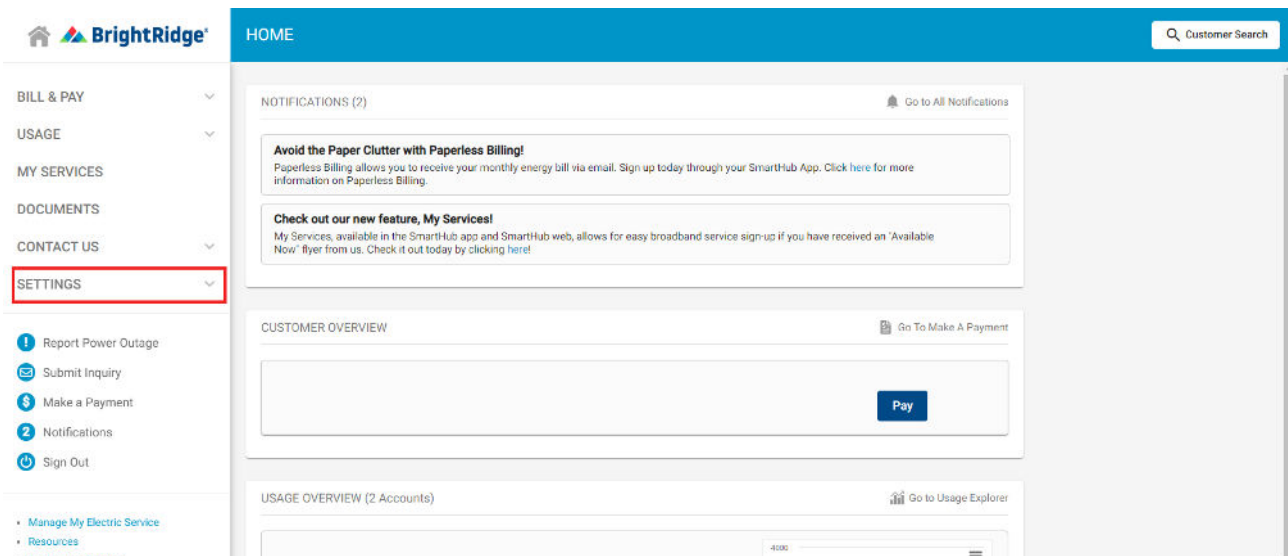 BrightRidge®
HOME
Customer Search
BILL & PAY
USAGE
MY SERVICES
DOCUMENTS
CONTACT US
SETTINGS
Report Power Outage
Submit Inquiry
Make a Payment
2 Notifications
Sign Out
• Manage My Electric Service
• Resources
NOTIFICATIONS (2)
Go to All Notifications
Avoid the Paper Clutter with Paperless Billing!
Paperless Billing allows you to receive your monthly energy bill via email. Sign up today through your SmartHub App. Click here for more
information on Paperless Billing.
Check out our new feature, My Services!
My Services, available in the SmartHub app and SmartHub web, allows for easy broadband service sign-up if you have received an "Available
Now" flyer from us. Check it out today by clicking here!
CUSTOMER OVERVIEW
Go To Make A Payment
Pay
USAGE OVERVIEW (2 Accounts)
Go to Usage Explorer
4000